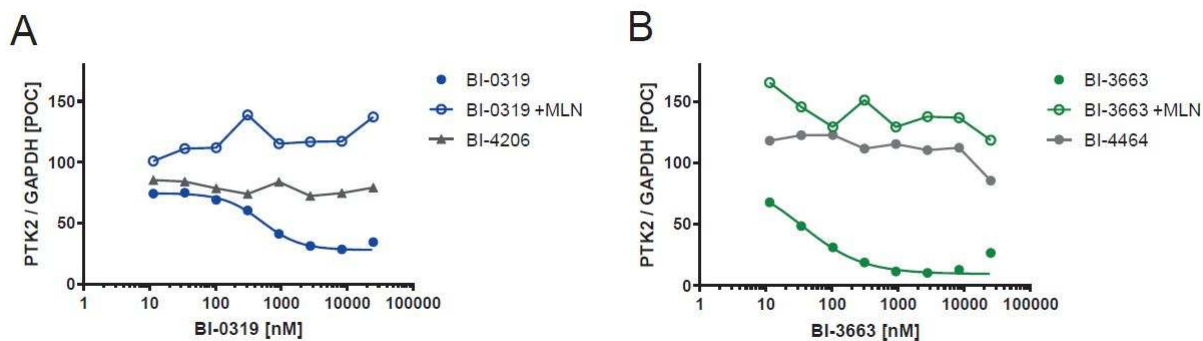 A
PTK2 / GAPDH [POC]
150
100
50
0
1
10
100
1000
10000
100000
BI-0319 [nM]
BI-0319
BI-0319 +MLN
BI-4206
B
PTK2 / GAPDH [POC]
150
100
50
0
1
10
100
1000
10000
100000
BI-3663 [nM]
BI-3663
BI-3663 +MLN
BI-4464